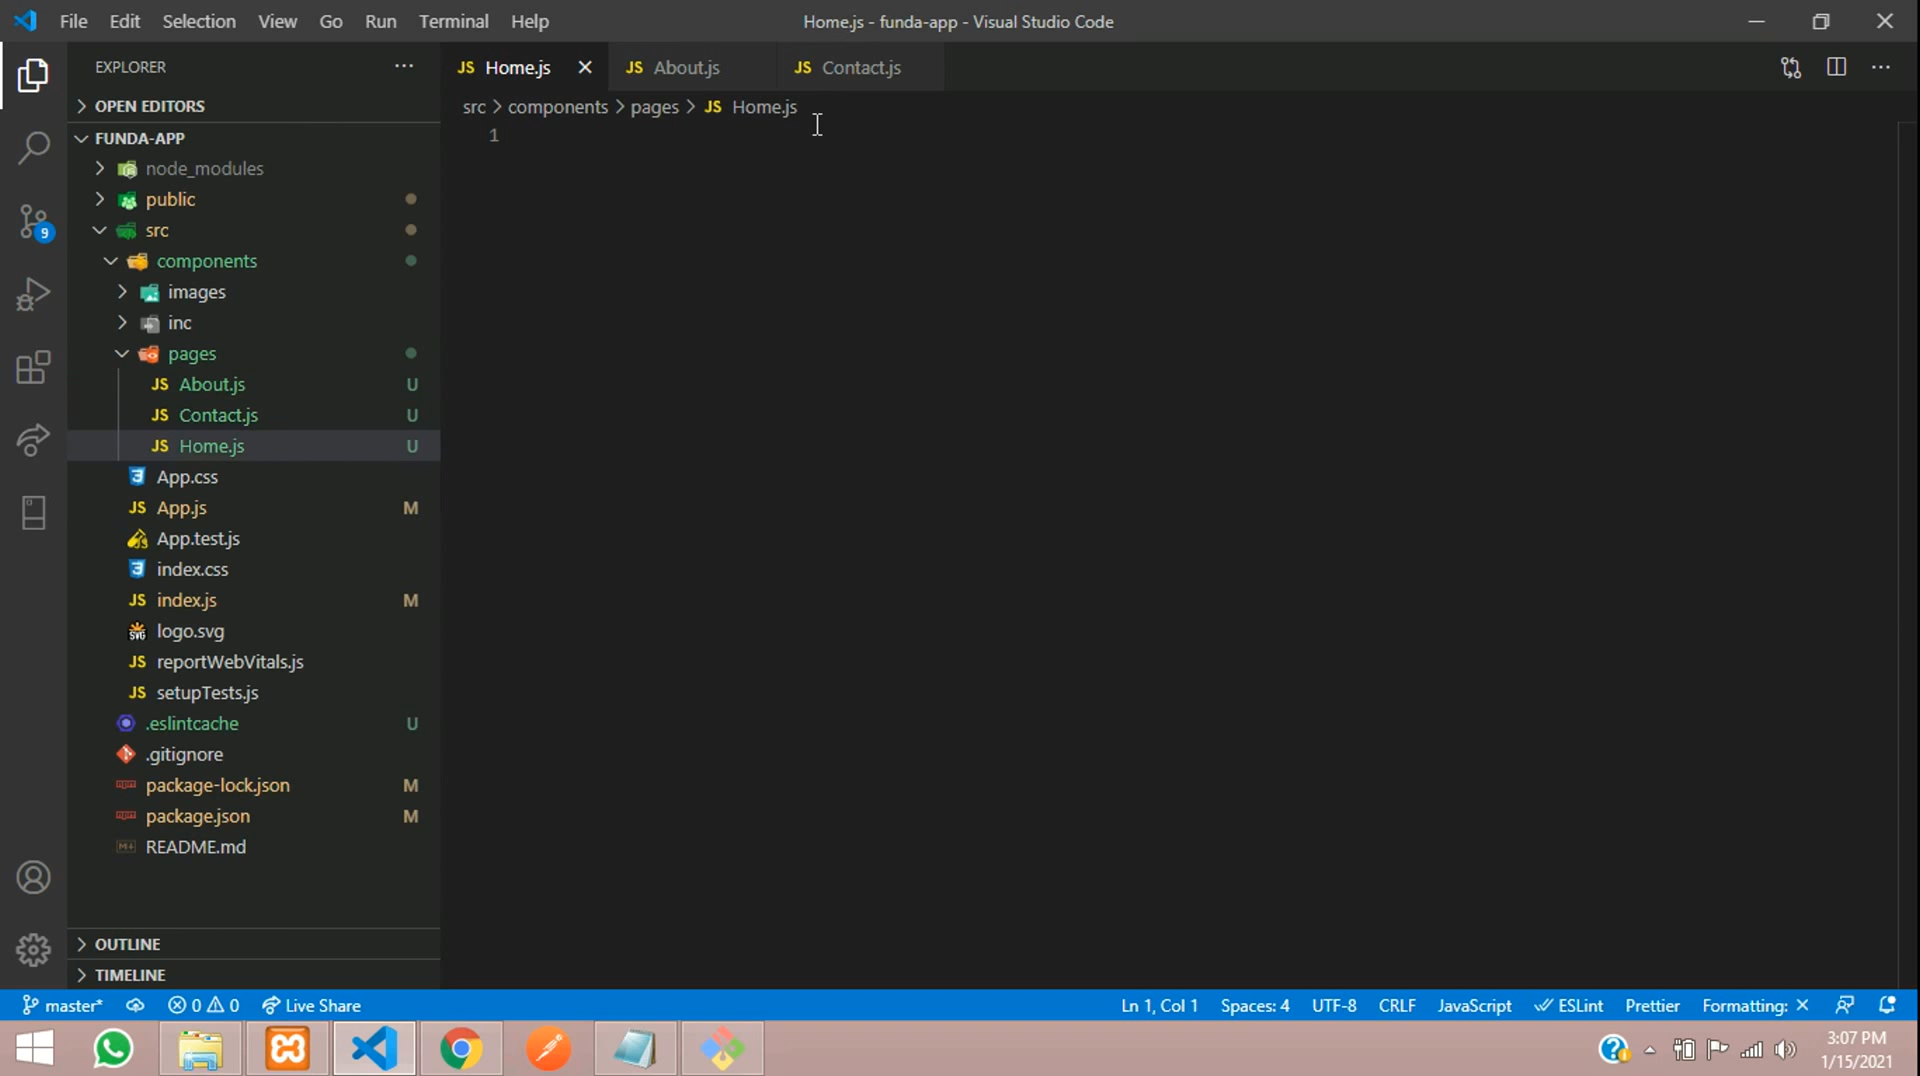 File Edit Selection View Go Run Terminal Help
Home.js - funda-app - Visual Studio Code
EXPLORER
OPEN EDITORS
FUNDA-APP
node_modules
public
src
components
images
inc
pages
JS About.js U
JS Contact.js U
JS Home.js U
App.css
JS App.js M
App.test.js
index.css
JS index.js M
logo.svg
JS reportWebVitals.js
JS setupTests.js
.eslintcache U
.gitignore
package-lock.json M
package.json M
README.md
OUTLINE
TIMELINE
9
JS Home.js
JS About.js
JS Contact.js
src > components > pages > JS Home.js
1
master* 0 0 Live Share
Ln 1, Col 1 Spaces: 4 UTF-8 CRLF JavaScript ESLint Prettier Formatting: ×
3:07 PM
1/15/2021